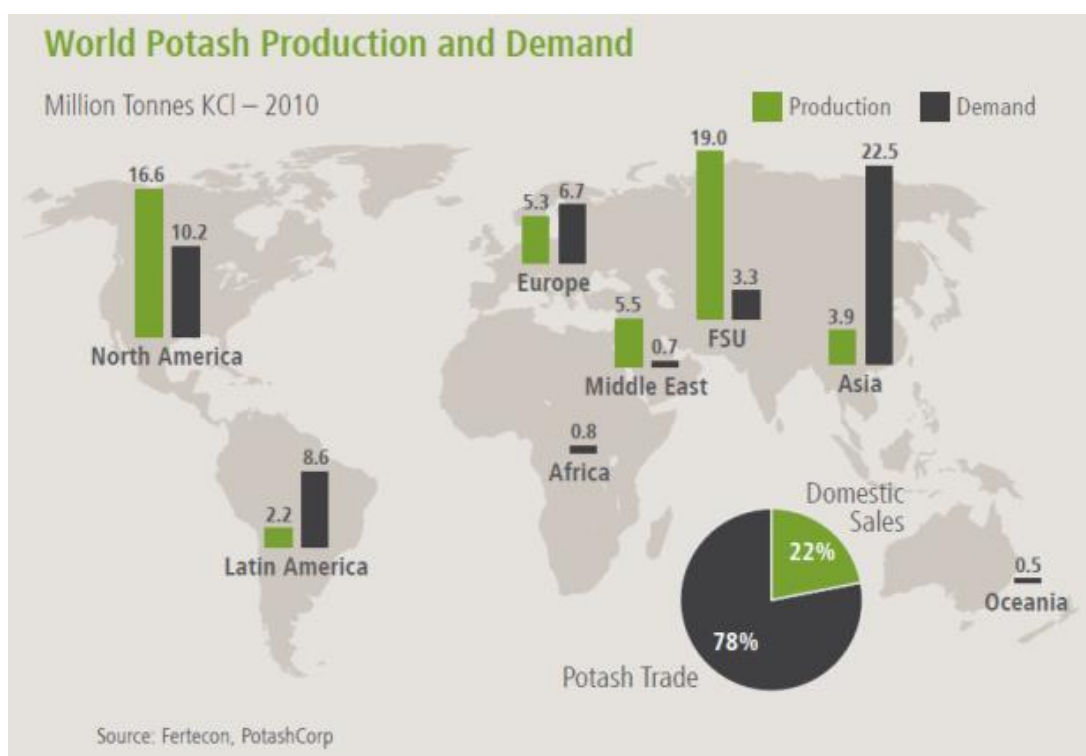 World Potash Production and Demand
Million Tonnes KCl – 2010
Production
Demand
16.6
10.2
North America
5.3
6.7
Europe
19.0
3.3
FSU
22.5
3.9
Asia
5.5
0.7
Middle East
0.8
Africa
8.6
2.2
Latin America
Domestic
Sales
22%
78%
Potash Trade
0.5
Oceania
Source: Fertecon, PotashCorp